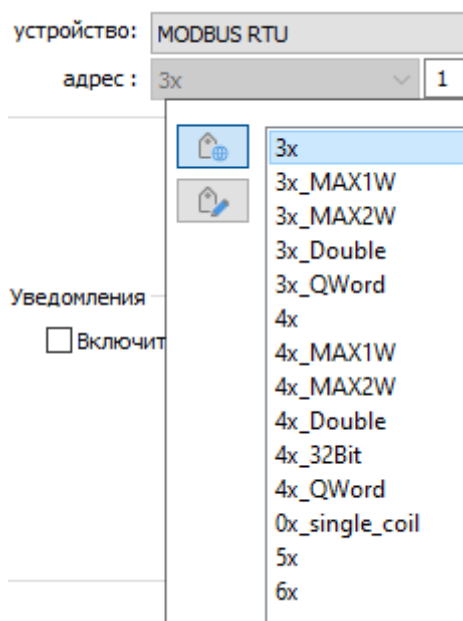 устройство: MODBUS RTU
адрес : 3x 1
3x
3x_MAX1W
3x_MAX2W
3x_Double
3x_QWord
Уведомления
4x
Включит
4x_MAX1W
4x_MAX2W
4x_Double
4x_32Bit
4x_QWord
0x_single_coil
5x
6x